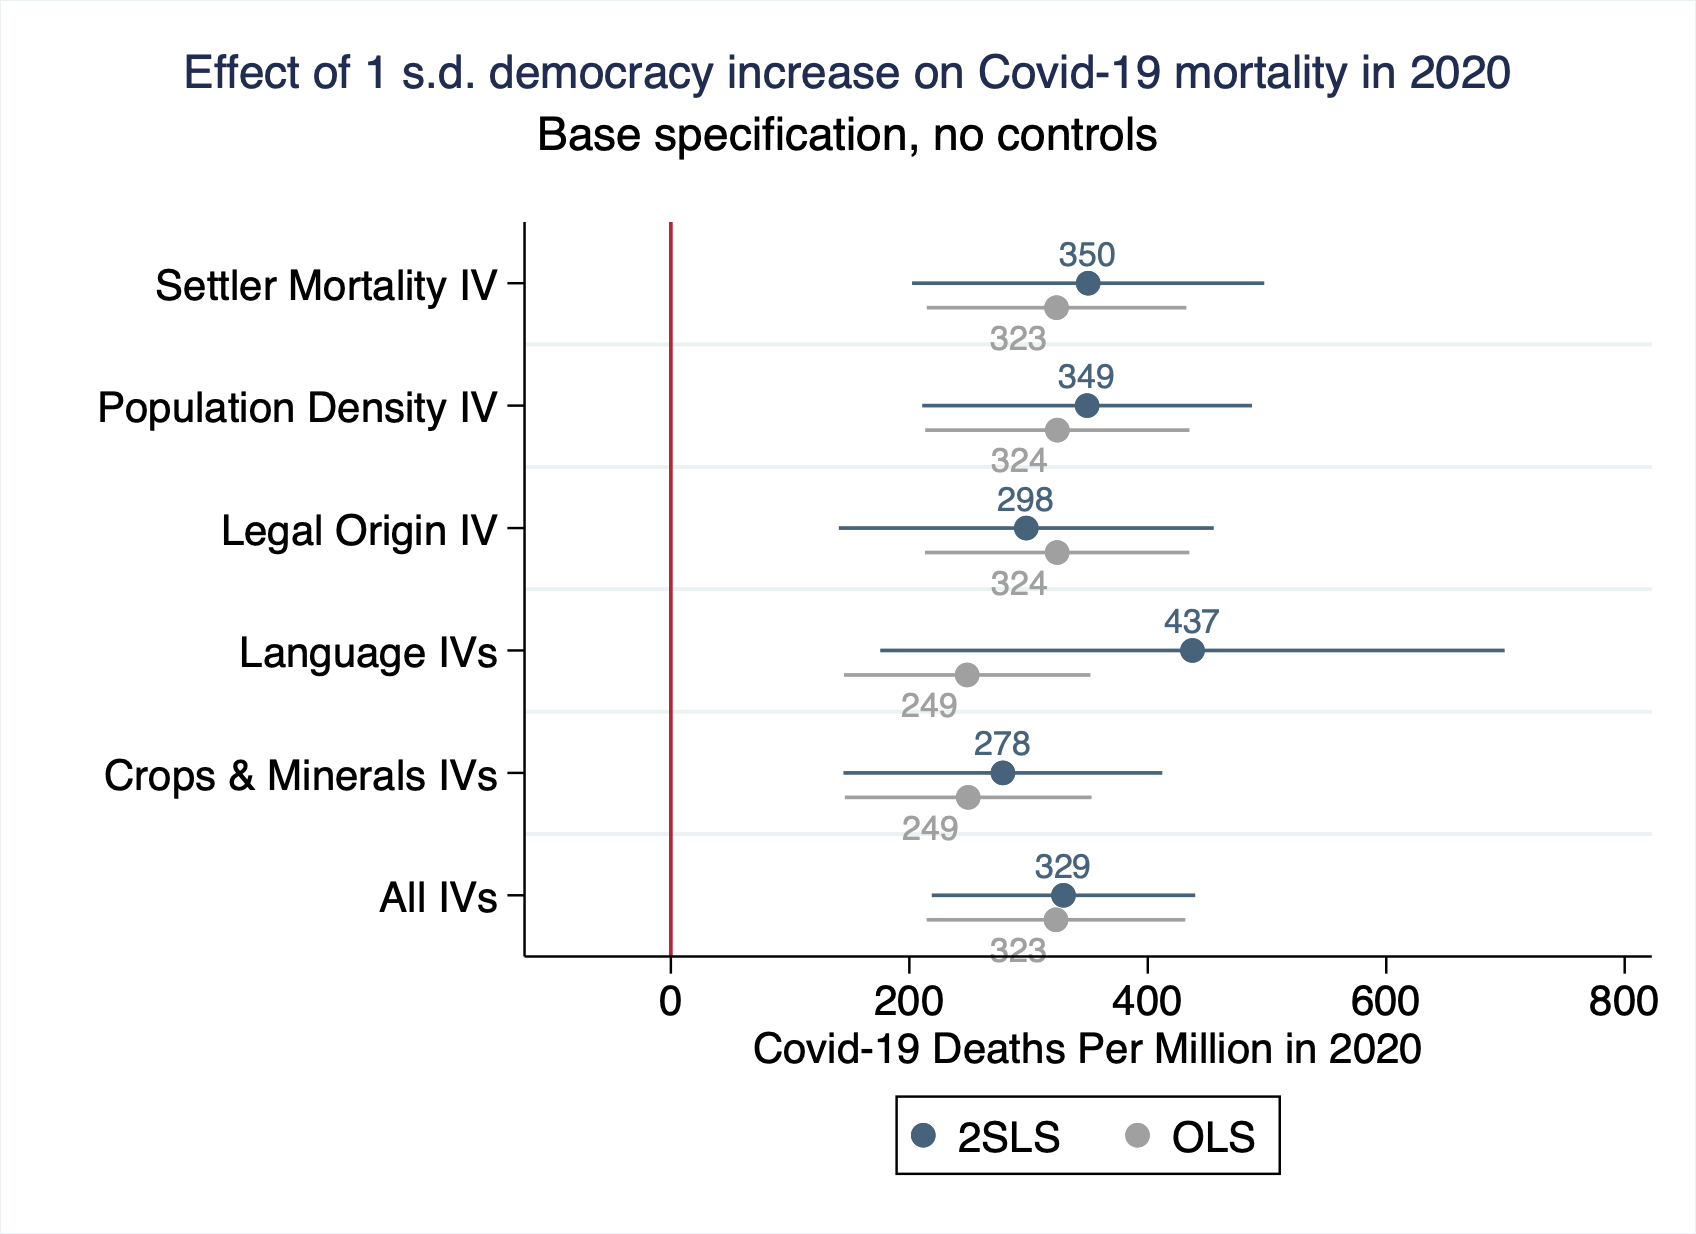 Effect of 1 s.d. democracy increase on Covid-19 mortality in 2020
Base specification, no controls
350
Settler Mortality IV
323
349
Population Density IV
324
298
Legal Origin IV
324
437
Language IVs
249
278
Crops & Minerals IVs
249
329
All IVs
323
0 200 400 600 800
Covid-19 Deaths Per Million in 2020
2SLS OLS